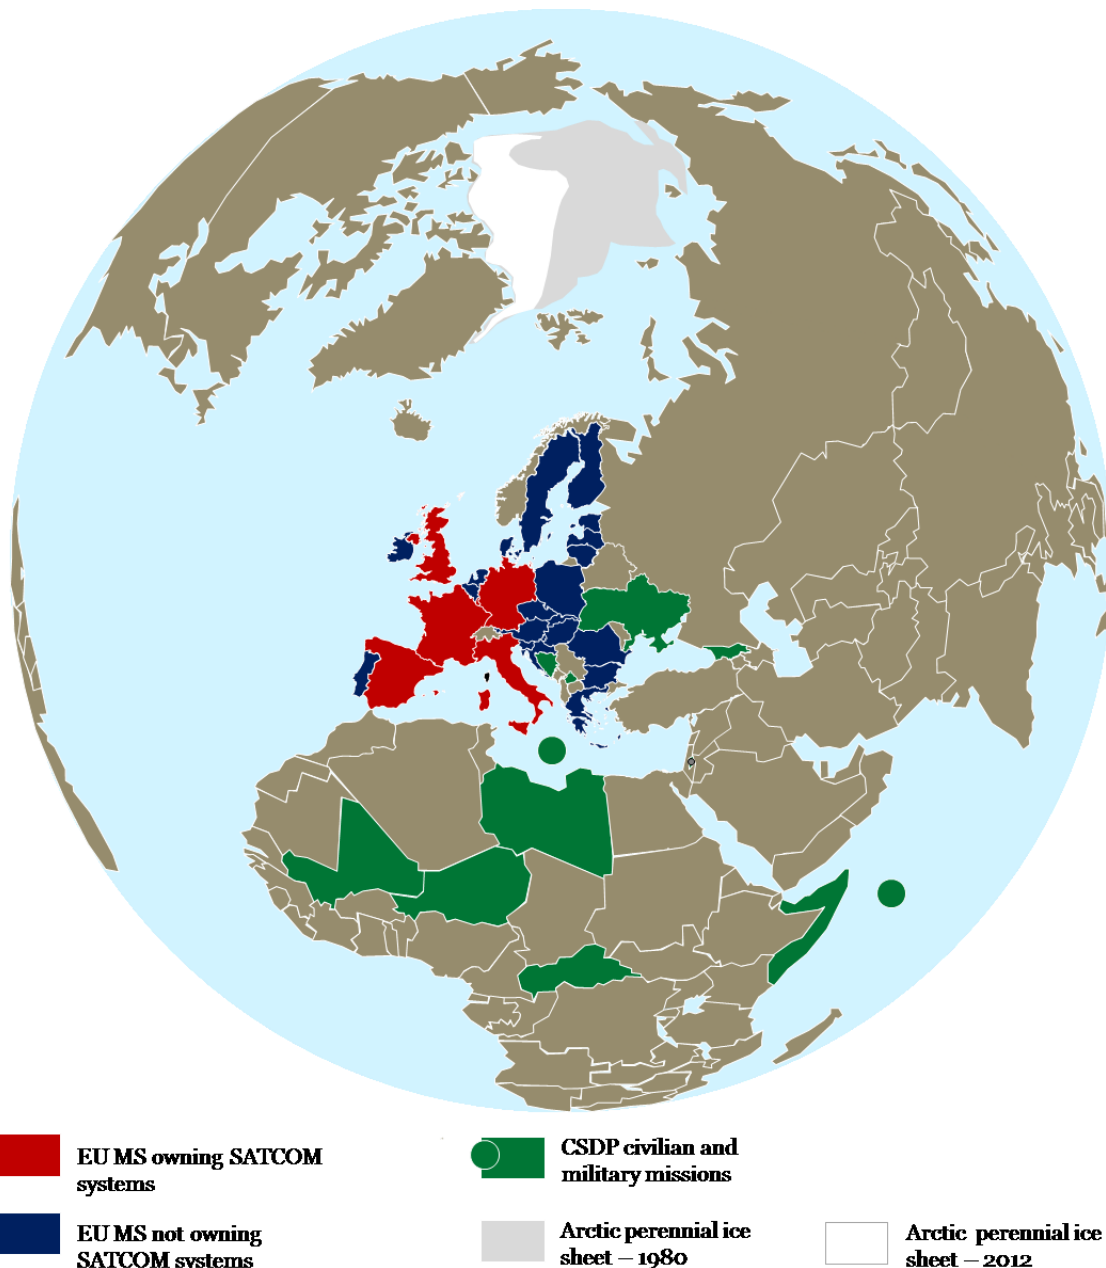 EU MS owning SATCOM
systems
CSDP civilian and
military missions
EU MS not owning
SATCOM systems
Arctic perennial ice
sheet – 1980
Arctic perennial ice
sheet – 2012